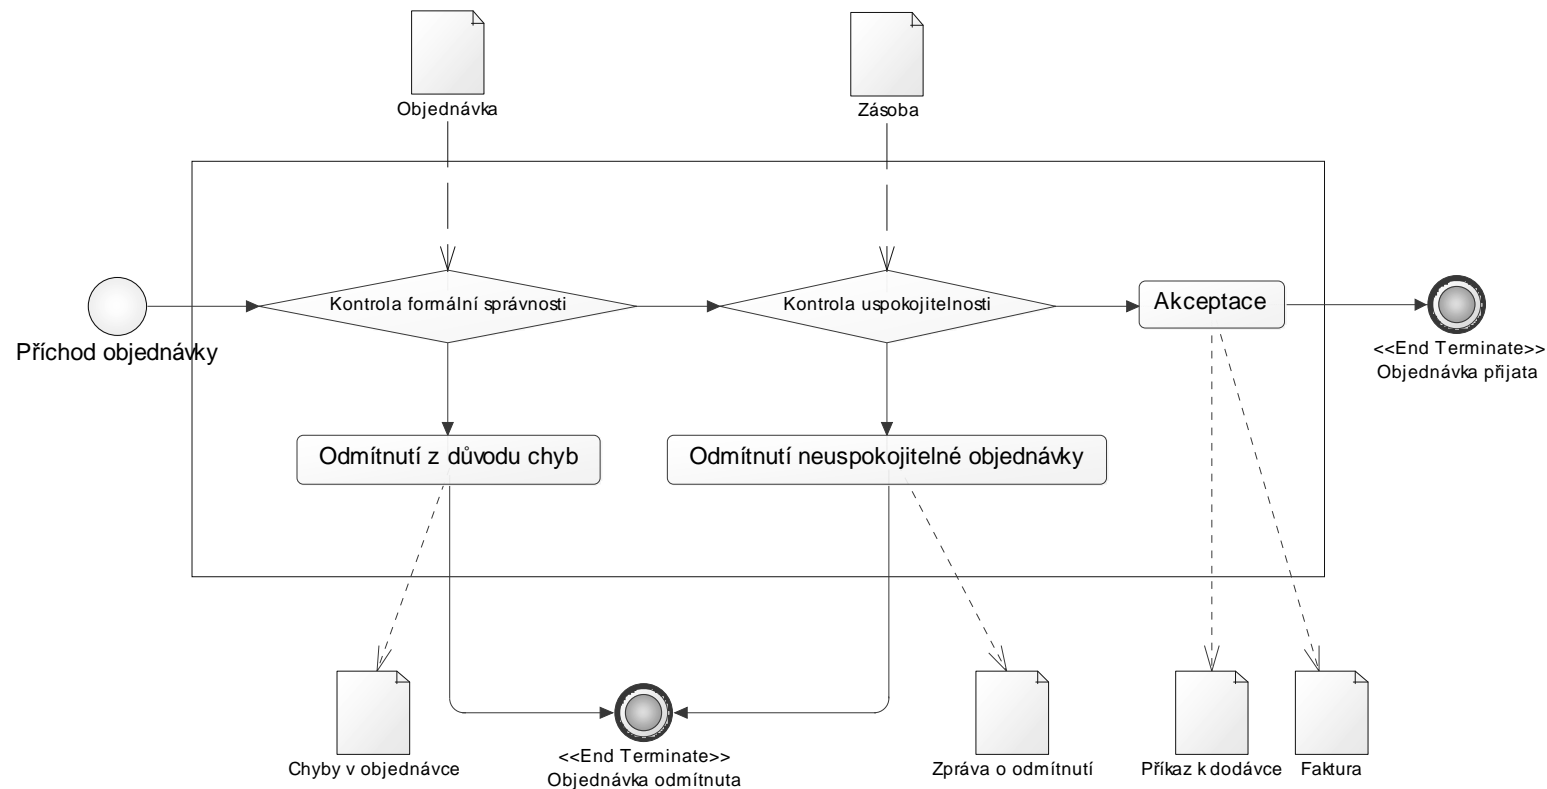 Objednávka
Zásoba
Kontrola formální správnosti
Kontrola uspokojitelnosti
Akceptace
Příchod objednávky
<<End Terminate>>
Objednávka přijata
Odmítnutí z důvodu chyb
Odmítnutí neuspokojitelné objednávky
Chyby v objednávce
<<End Terminate>>
Objednávka odmítnuta
Zpráva o odmítnutí
Příkaz k dodávce
Faktura